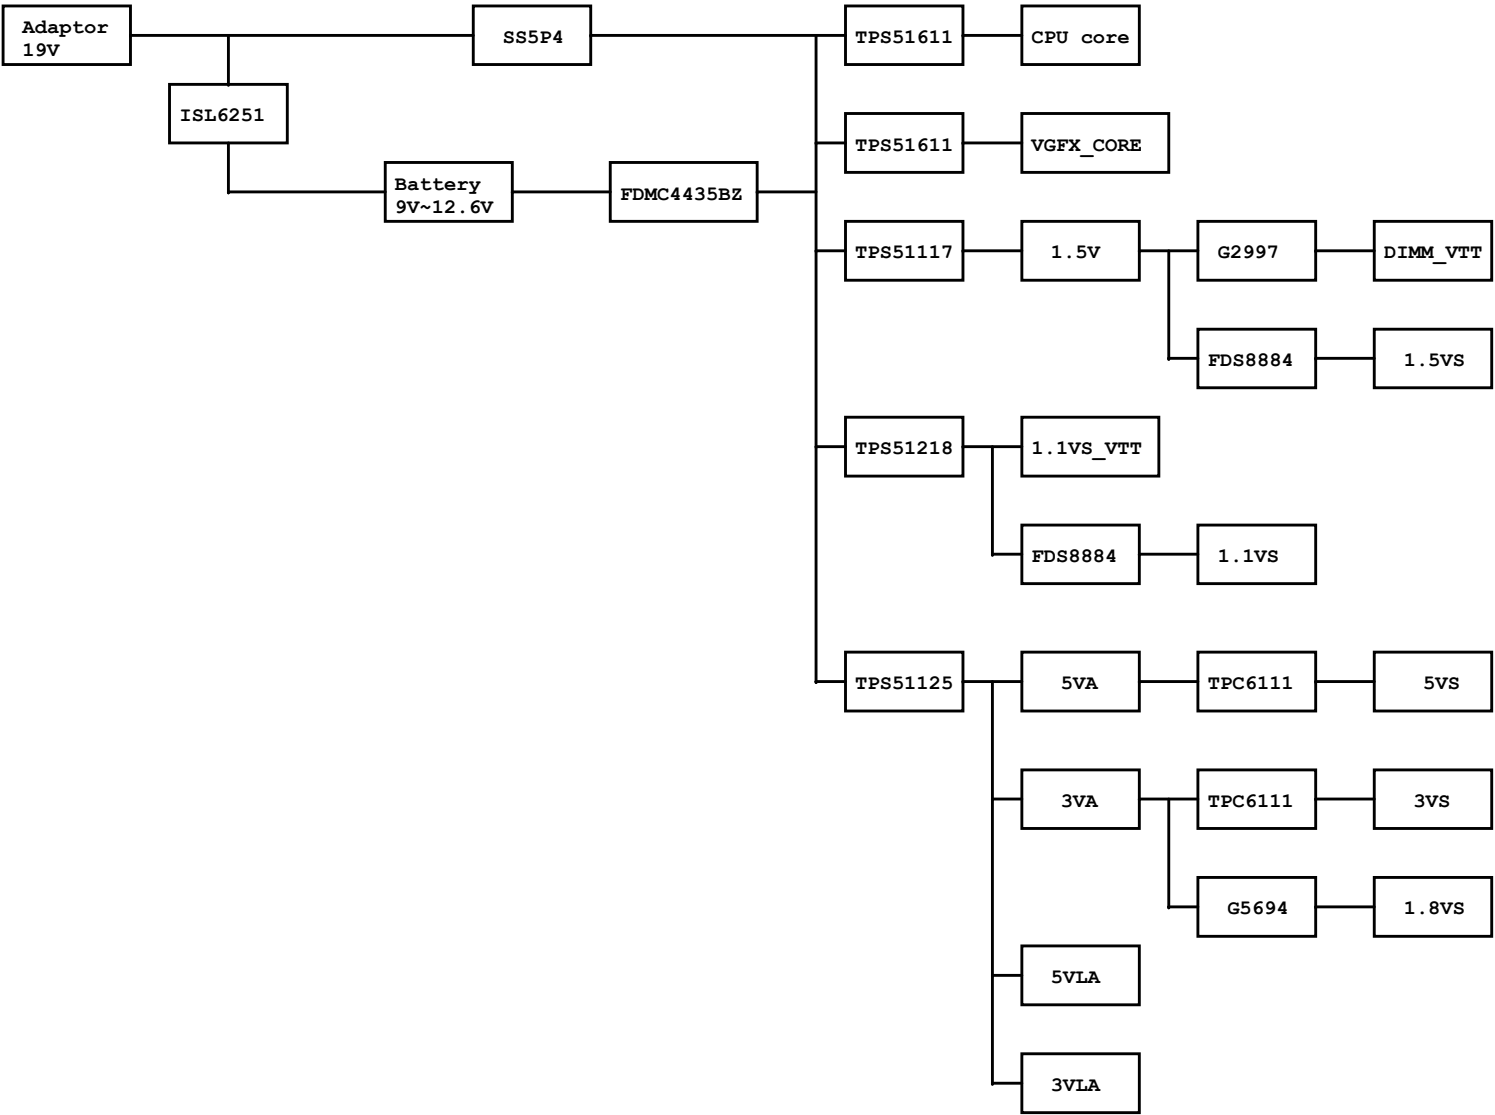 Adaptor
19V
SS5P4
TPS51611
CPU core
ISL6251
TPS51611
VGFX_CORE
Battery
9V~12.6V
FDMC4435BZ
TPS51117
1.5V
G2997
DIMM_VTT
FDS8884
1.5VS
TPS51218
1.1VS_VTT
FDS8884
1.1VS
TPS51125
5VA
TPC6111
5VS
3VA
TPC6111
3VS
G5694
1.8VS
5VLA
3VLA